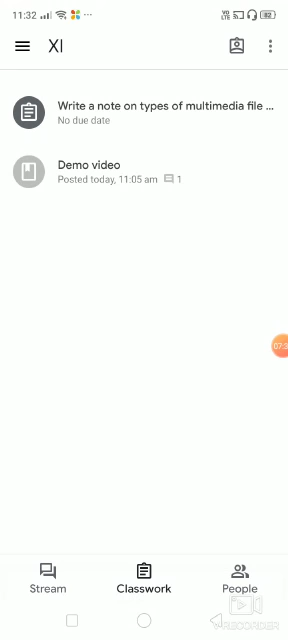 11:32
XI
Write a note on types of multimedia file ...
No due date
Demo video
Posted today, 11:05 am 1
Stream
Classwork
People
RECORDER